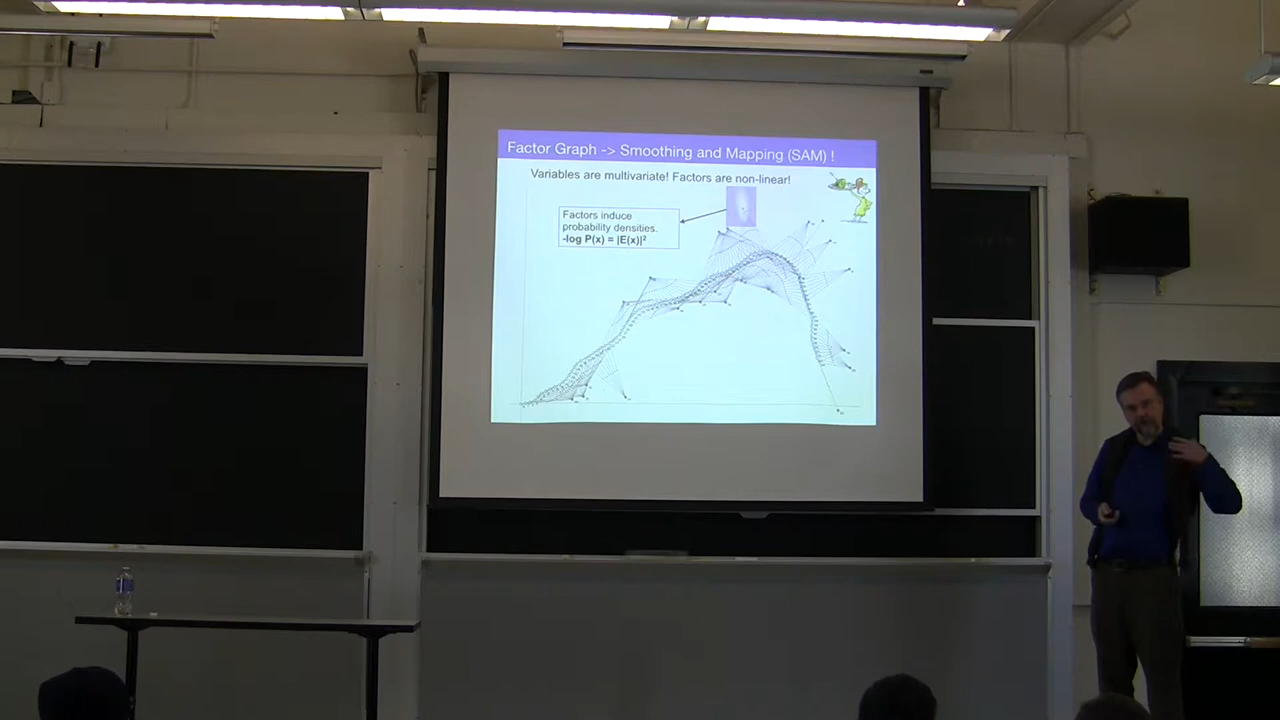 Factor Graph -> Smoothing and Mapping (SAM) !
Variables are multivariate! Factors are non-linear!
Factors induce
probability densities.
-log P(x) = |E(x)|²